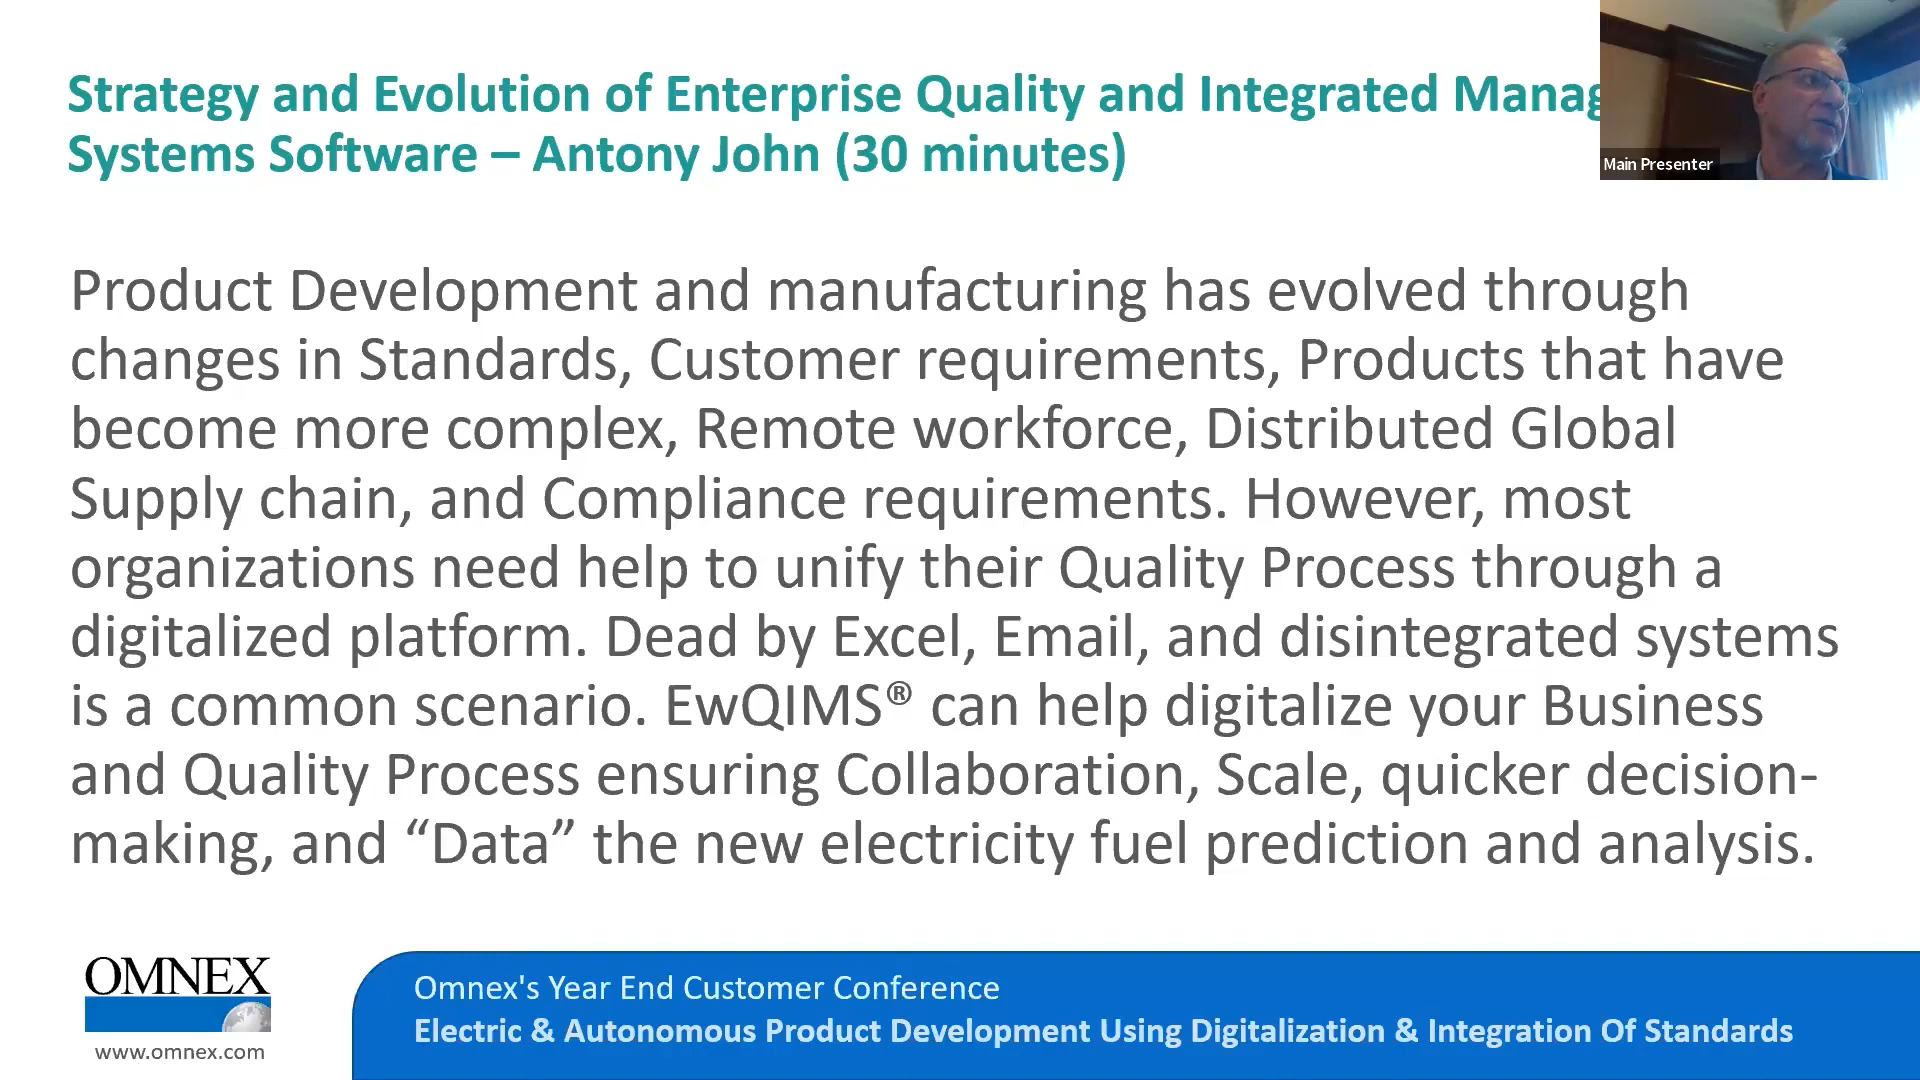 Strategy and Evolution of Enterprise Quality and Integrated Manag
Systems Software – Antony John (30 minutes)
Main Presenter
Product Development and manufacturing has evolved through
changes in Standards, Customer requirements, Products that have
become more complex, Remote workforce, Distributed Global
Supply chain, and Compliance requirements. However, most
organizations need help to unify their Quality Process through a
digitalized platform. Dead by Excel, Email, and disintegrated systems
is a common scenario. EwQIMS® can help digitalize your Business
and Quality Process ensuring Collaboration, Scale, quicker decision-
making, and “Data” the new electricity fuel prediction and analysis.
OMNEX
www.omnex.com
Omnex's Year End Customer Conference
Electric & Autonomous Product Development Using Digitalization & Integration Of Standards